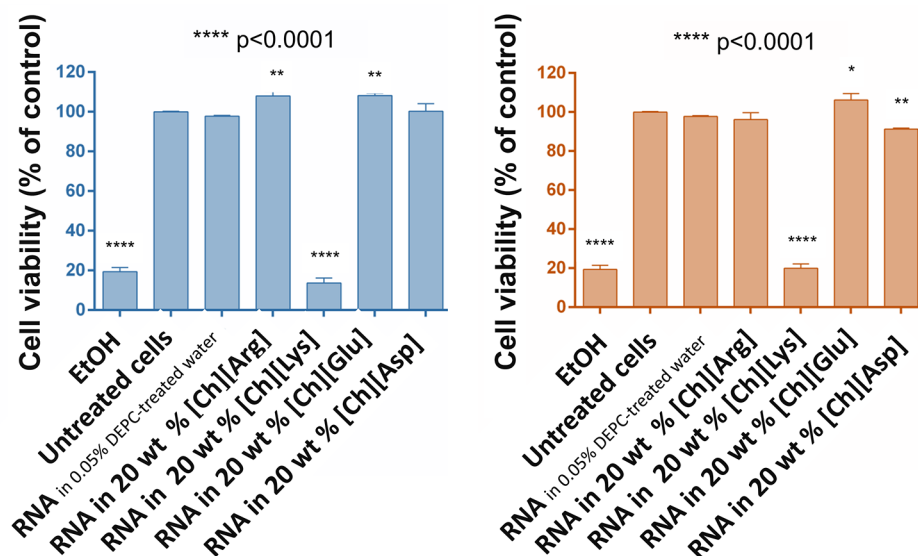 **** p<0.0001
Cell viability (% of control)
120
100
80
60
40
20
0
****
**
****
**
EtOH
Untreated cells
RNA in 0.05% DEPC-treated water
RNA in 20 wt % [Ch][Arg]
RNA in 20 wt % [Ch][Lys]
RNA in 20 wt % [Ch][Glu]
RNA in 20 wt % [Ch][Asp]
**** p<0.0001
Cell viability (% of control)
120
100
80
60
40
20
0
****
****
*
**
EtOH
Untreated cells
RNA in 0.05% DEPC-treated water
RNA in 20 wt % [Ch][Arg]
RNA in 20 wt % [Ch][Lys]
RNA in 20 wt % [Ch][Glu]
RNA in 20 wt % [Ch][Asp]